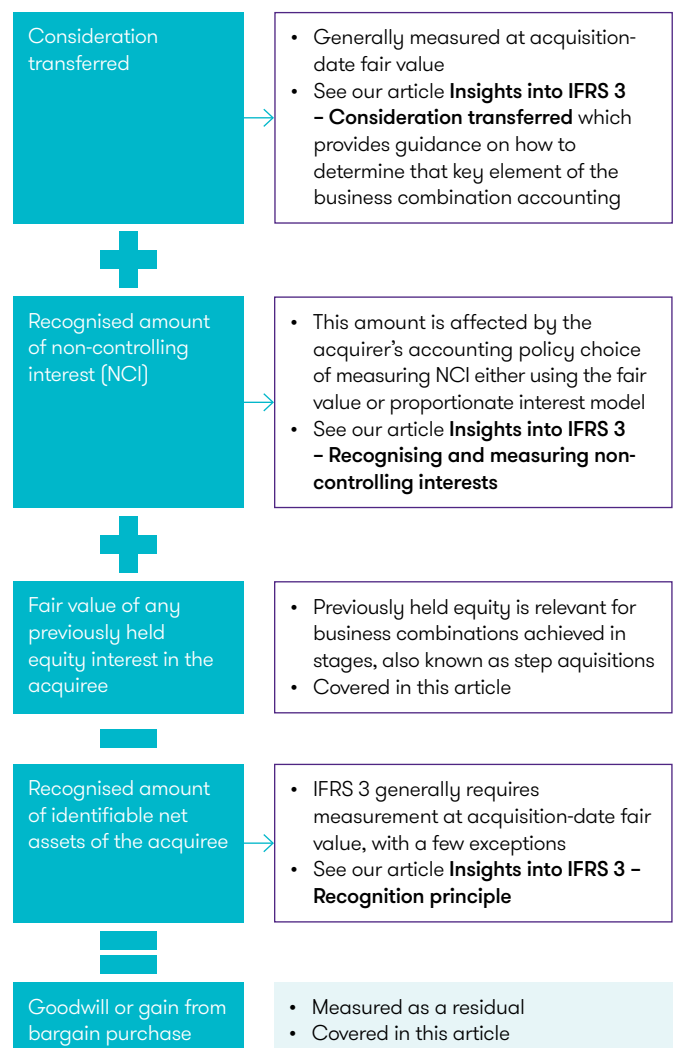 Consideration
transferred
• Generally measured at acquisition-
date fair value
• See our article Insights into IFRS 3
– Consideration transferred which
provides guidance on how to
determine that key element of the
business combination accounting
Recognised amount
of non-controlling
interest (NCI)
• This amount is affected by the
acquirer’s accounting policy choice
of measuring NCI either using the fair
value or proportionate interest model
• See our article Insights into IFRS 3
– Recognising and measuring non-
controlling interests
Fair value of any
previously held
equity interest in the
acquiree
• Previously held equity is relevant for
business combinations achieved in
stages, also known as step aquisitions
• Covered in this article
Recognised amount
of identifiable net
assets of the acquiree
• IFRS 3 generally requires
measurement at acquisition-date fair
value, with a few exceptions
• See our article Insights into IFRS 3 –
Recognition principle
Goodwill or gain from
bargain purchase
• Measured as a residual
• Covered in this article